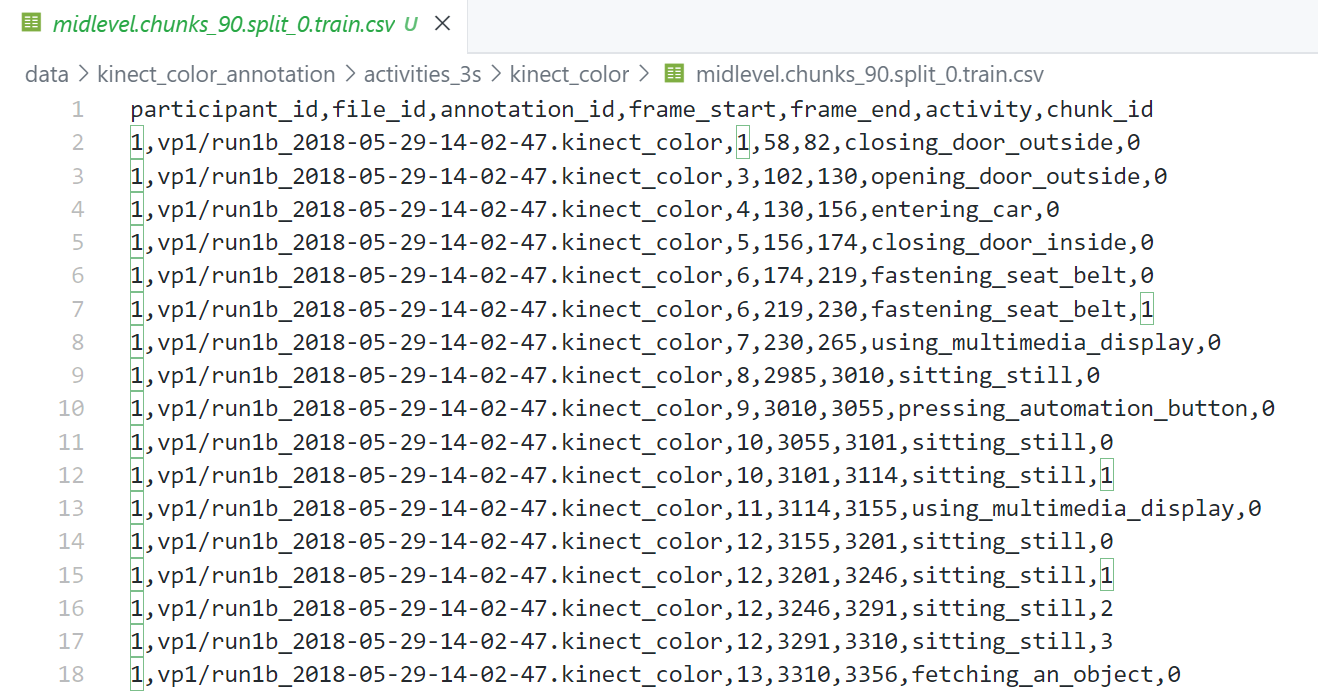 midlevel.chunks_90.split_0.train.csv U
data > kinect_color_annotation > activities_3s > kinect_color > midlevel.chunks_90.split_0.train.csv
1 participant_id,file_id,annotation_id,frame_start,frame_end,activity,chunk_id
2 1,vp1/run1b_2018-05-29-14-02-47.kinect_color,1,58,82,closing_door_outside,0
3 1,vp1/run1b_2018-05-29-14-02-47.kinect_color,3,102,130,opening_door_outside,0
4 1,vp1/run1b_2018-05-29-14-02-47.kinect_color,4,130,156,entering_car,0
5 1,vp1/run1b_2018-05-29-14-02-47.kinect_color,5,156,174,closing_door_inside,0
6 1,vp1/run1b_2018-05-29-14-02-47.kinect_color,6,174,219,fastening_seat_belt,0
7 1,vp1/run1b_2018-05-29-14-02-47.kinect_color,6,219,230,fastening_seat_belt,1
8 1,vp1/run1b_2018-05-29-14-02-47.kinect_color,7,230,265,using_multimedia_display,0
9 1,vp1/run1b_2018-05-29-14-02-47.kinect_color,8,2985,3010,sitting_still,0
10 1,vp1/run1b_2018-05-29-14-02-47.kinect_color,9,3010,3055,pressing_automation_button,0
11 1,vp1/run1b_2018-05-29-14-02-47.kinect_color,10,3055,3101,sitting_still,0
12 1,vp1/run1b_2018-05-29-14-02-47.kinect_color,10,3101,3114,sitting_still,1
13 1,vp1/run1b_2018-05-29-14-02-47.kinect_color,11,3114,3155,using_multimedia_display,0
14 1,vp1/run1b_2018-05-29-14-02-47.kinect_color,12,3155,3201,sitting_still,0
15 1,vp1/run1b_2018-05-29-14-02-47.kinect_color,12,3201,3246,sitting_still,1
16 1,vp1/run1b_2018-05-29-14-02-47.kinect_color,12,3246,3291,sitting_still,2
17 1,vp1/run1b_2018-05-29-14-02-47.kinect_color,12,3291,3310,sitting_still,3
18 1,vp1/run1b_2018-05-29-14-02-47.kinect_color,13,3310,3356,fetching_an_object,0